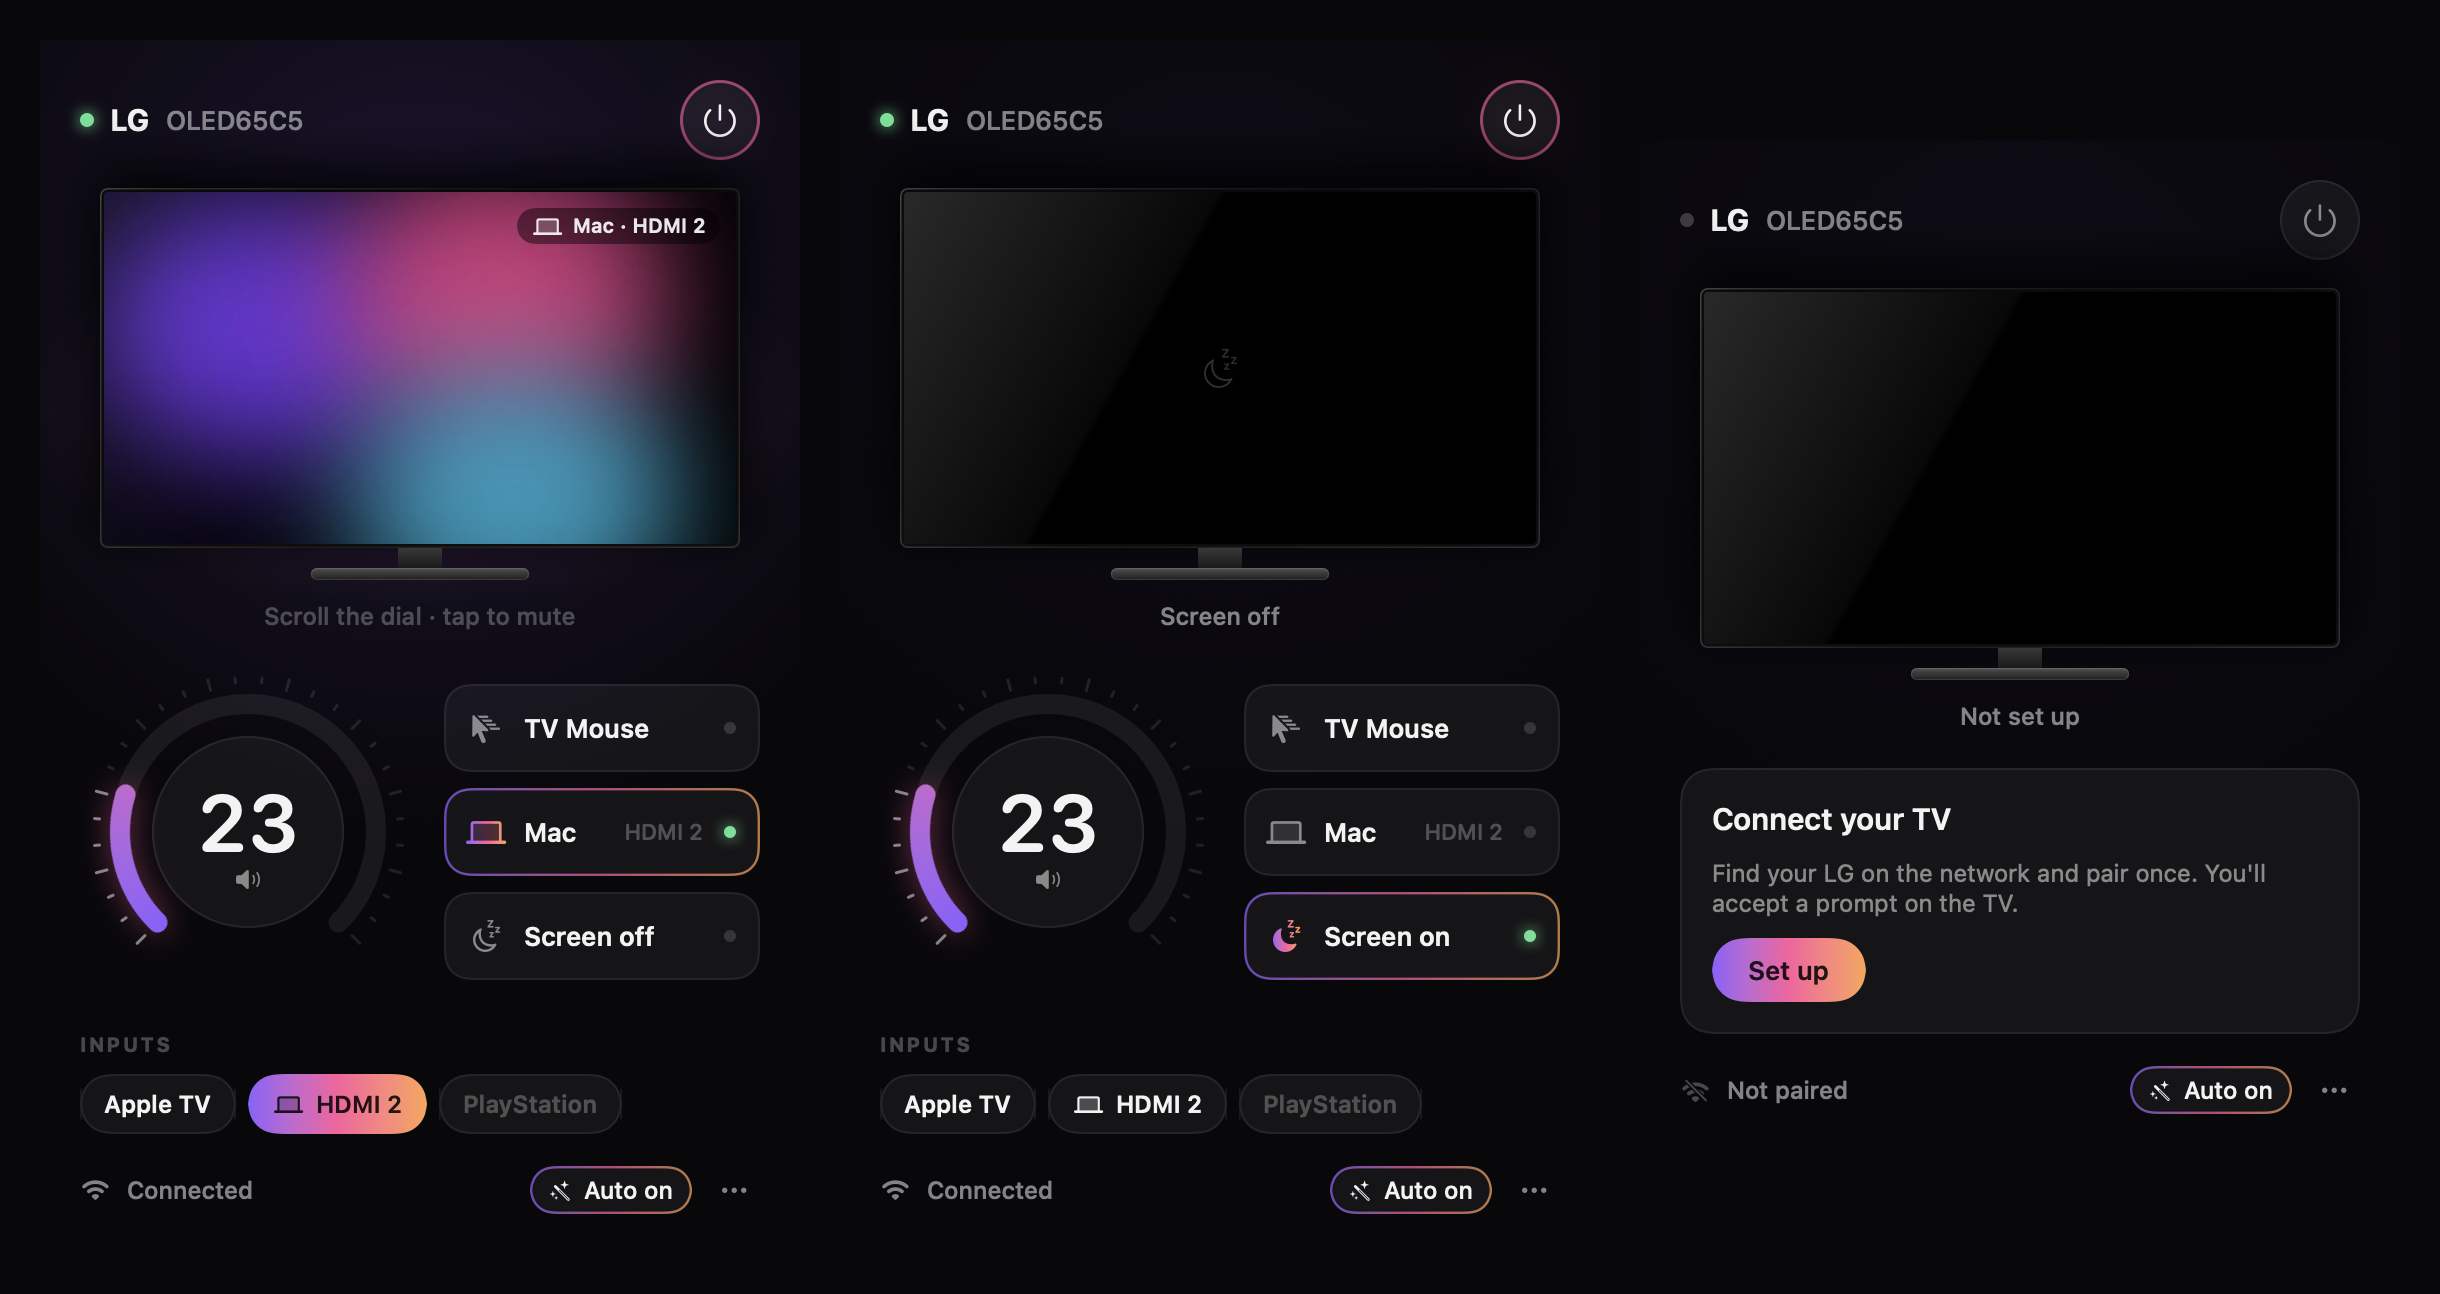 LG OLED65C5
Mac · HDMI 2
Scroll the dial · tap to mute
23
TV Mouse
Mac HDMI 2
Screen off
INPUTS
Apple TV
HDMI 2
PlayStation
Connected
Auto on
LG OLED65C5
zzz
Screen off
23
TV Mouse
Mac HDMI 2
Screen on
INPUTS
Apple TV
HDMI 2
PlayStation
Connected
Auto on
LG OLED65C5
Not set up
Connect your TV
Find your LG on the network and pair once. You'll
accept a prompt on the TV.
Set up
Not paired
Auto on